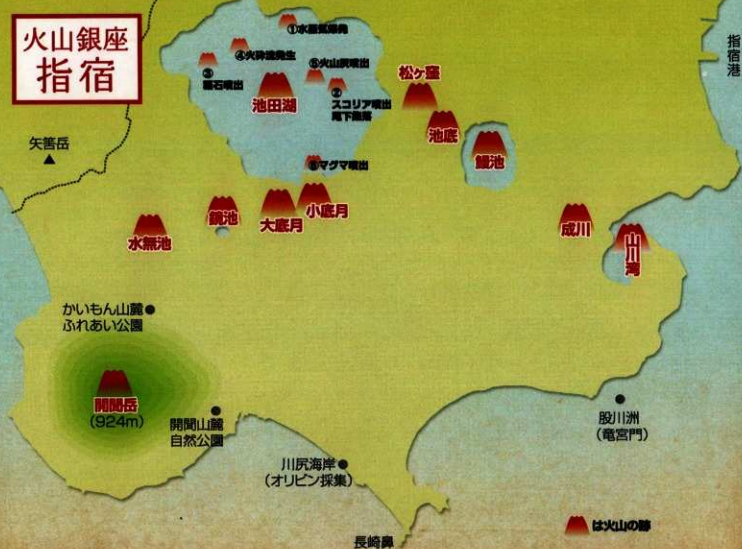 火山銀座
指宿
①水蒸気爆発
④火砕流発生
③
軽石噴出
⑤火山灰噴出
②
スコリア噴出
尾下集落
池田湖
⑥マグマ噴出
松ヶ窪
池底
鰻池
指宿港
矢筈岳
水無池
鏡池
大底月
小底月
成川
山川湾
かいもん山麓
ふれあい公園
開聞岳
(924m)
開聞山麓
自然公園
川尻海岸
(オリビン採集)
股川洲
(竜宮門)
長崎鼻
は火山の跡